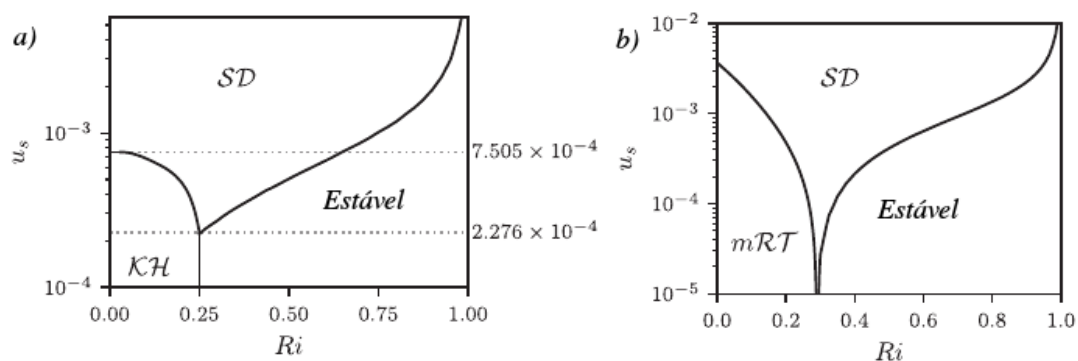 a)
u_s
10^{-3}
10^{-4}
𝒮𝒟
Estável
𝒦ℋ
7.505 × 10^{-4}
2.276 × 10^{-4}
0.00 0.25 0.50 0.75 1.00
Ri
b)
u_s
10^{-2}
10^{-3}
10^{-4}
10^{-5}
𝒮𝒟
Estável
mℛ𝒯
0.0 0.2 0.4 0.6 0.8 1.0
Ri